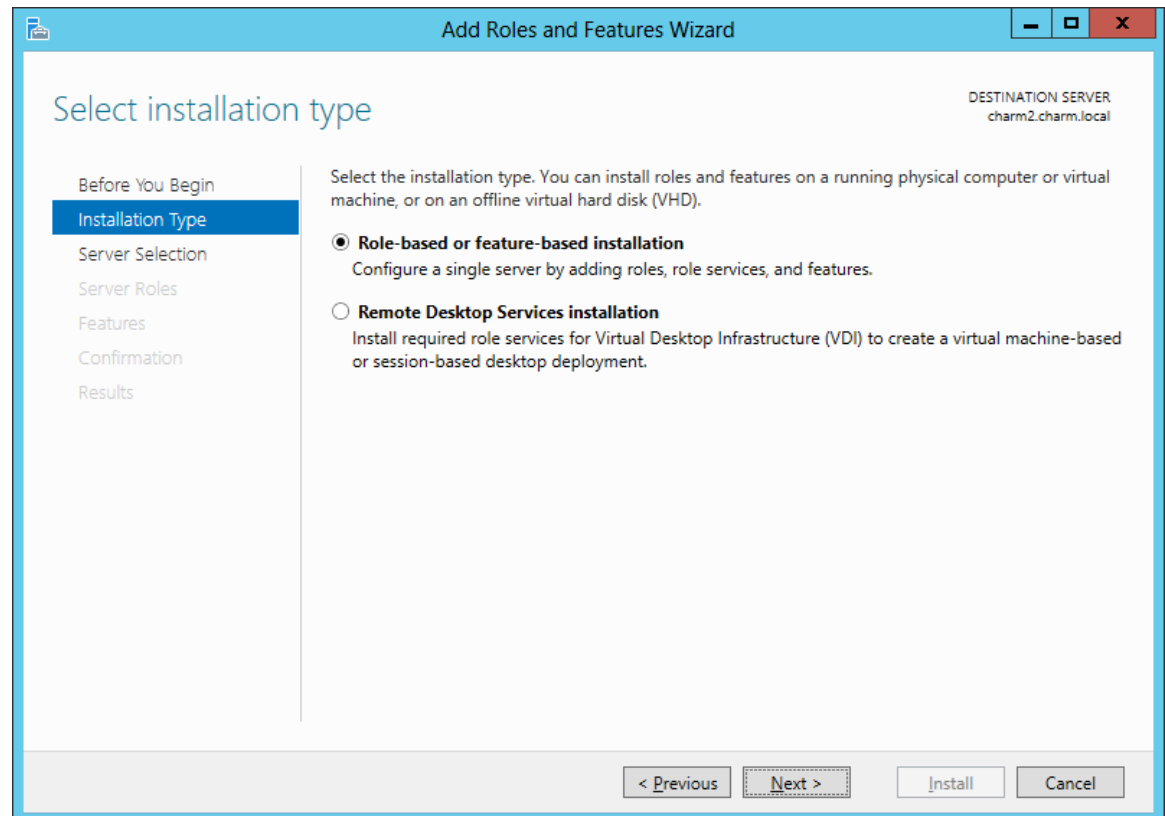 Add Roles and Features Wizard
Select installation type
DESTINATION SERVER
charm2.charm.local
Before You Begin
Installation Type
Server Selection
Server Roles
Features
Confirmation
Results
Select the installation type. You can install roles and features on a running physical computer or virtual
machine, or on an offline virtual hard disk (VHD).
Role-based or feature-based installation
Configure a single server by adding roles, role services, and features.
Remote Desktop Services installation
Install required role services for Virtual Desktop Infrastructure (VDI) to create a virtual machine-based
or session-based desktop deployment.
< Previous
Next >
Install
Cancel